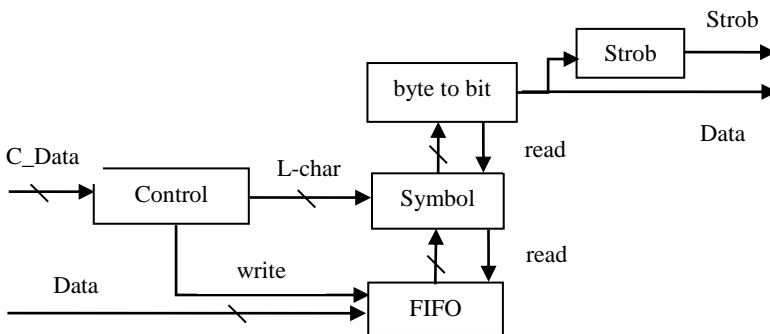 Strob
Strob
byte to bit
Data
C_Data
read
L-char
Control
Symbol
write
read
Data
FIFO